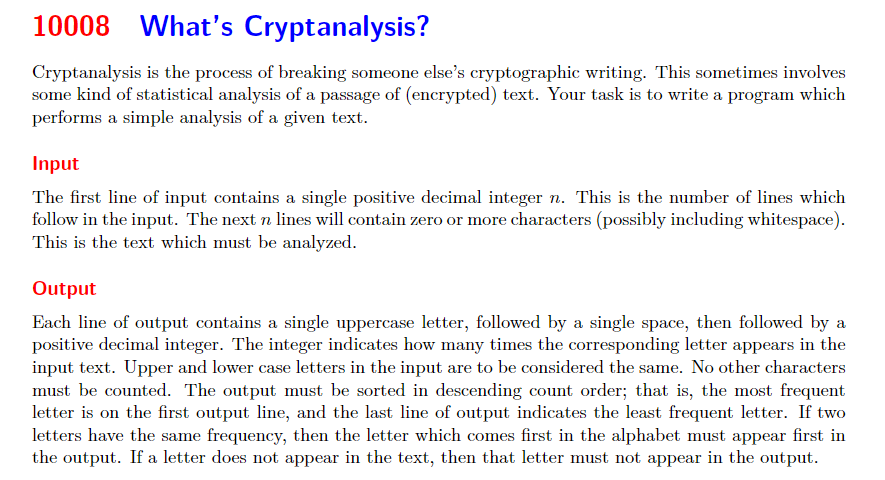 10008 What's Cryptanalysis?
Cryptanalysis is the process of breaking someone else's cryptographic writing. This sometimes involves
some kind of statistical analysis of a passage of (encrypted) text. Your task is to write a program which
performs a simple analysis of a given text.
Input
The first line of input contains a single positive decimal integer n. This is the number of lines which
follow in the input. The next n lines will contain zero or more characters (possibly including whitespace).
This is the text which must be analyzed.
Output
Each line of output contains a single uppercase letter, followed by a single space, then followed by a
positive decimal integer. The integer indicates how many times the corresponding letter appears in the
input text. Upper and lower case letters in the input are to be considered the same. No other characters
must be counted. The output must be sorted in descending count order; that is, the most frequent
letter is on the first output line, and the last line of output indicates the least frequent letter. If two
letters have the same frequency, then the letter which comes first in the alphabet must appear first in
the output. If a letter does not appear in the text, then that letter must not appear in the output.